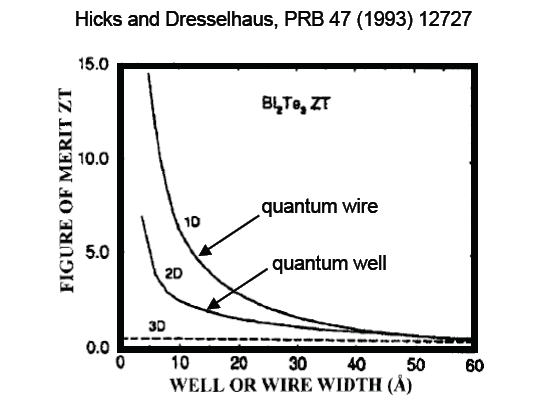 Hicks and Dresselhaus, PRB 47 (1993) 12727
15.0
Bi₂Te₃ ZT
10.0
FIGURE OF MERIT ZT
1D
quantum wire
5.0
2D
quantum well
3D
0.0
0 10 20 30 40 50 60
WELL OR WIRE WIDTH (Å)